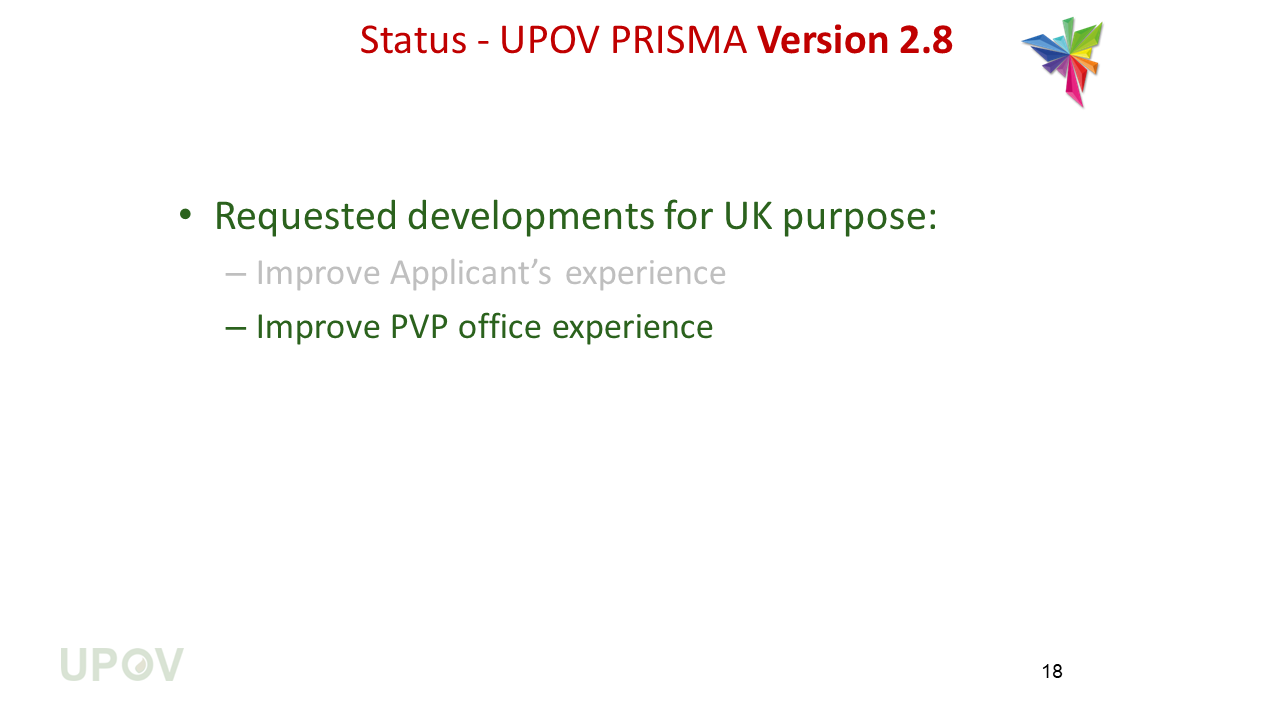 Status - UPOV PRISMA Version 2.8
• Requested developments for UK purpose:
– Improve Applicant’s experience
– Improve PVP office experience
UPOV
18